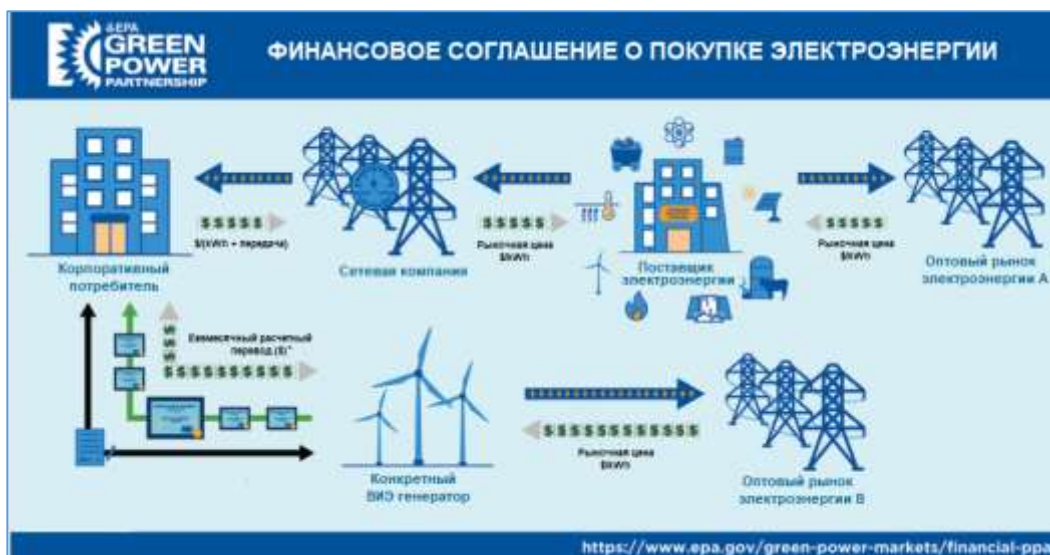 EPA
GREEN
POWER
PARTNERSHIP
ФИНАНСОВОЕ СОГЛАШЕНИЕ О ПОКУПКЕ ЭЛЕКТРОЭНЕРГИИ
$ $ $ $ $
$/(kWh + передача)
$ $ $ $ $
Рыночная цена
$/kWh
$ $ $ $ $
Рыночная цена
$/kWh
Корпоративный
потребитель
Сетевая компания
Поставщик
электроэнергии
Оптовый рынок
электроэнергии А
Ежемесячный расчетный
перевод ($)*
$ $ $
$ $ $ $ $ $ $ $ $ $
$ $ $ $ $ $ $ $ $ $ $ $
Рыночная цена
$/kWh
Конкретный
ВИЭ генератор
Оптовый рынок
электроэнергии В
https://www.epa.gov/green-power-markets/financial-ppa